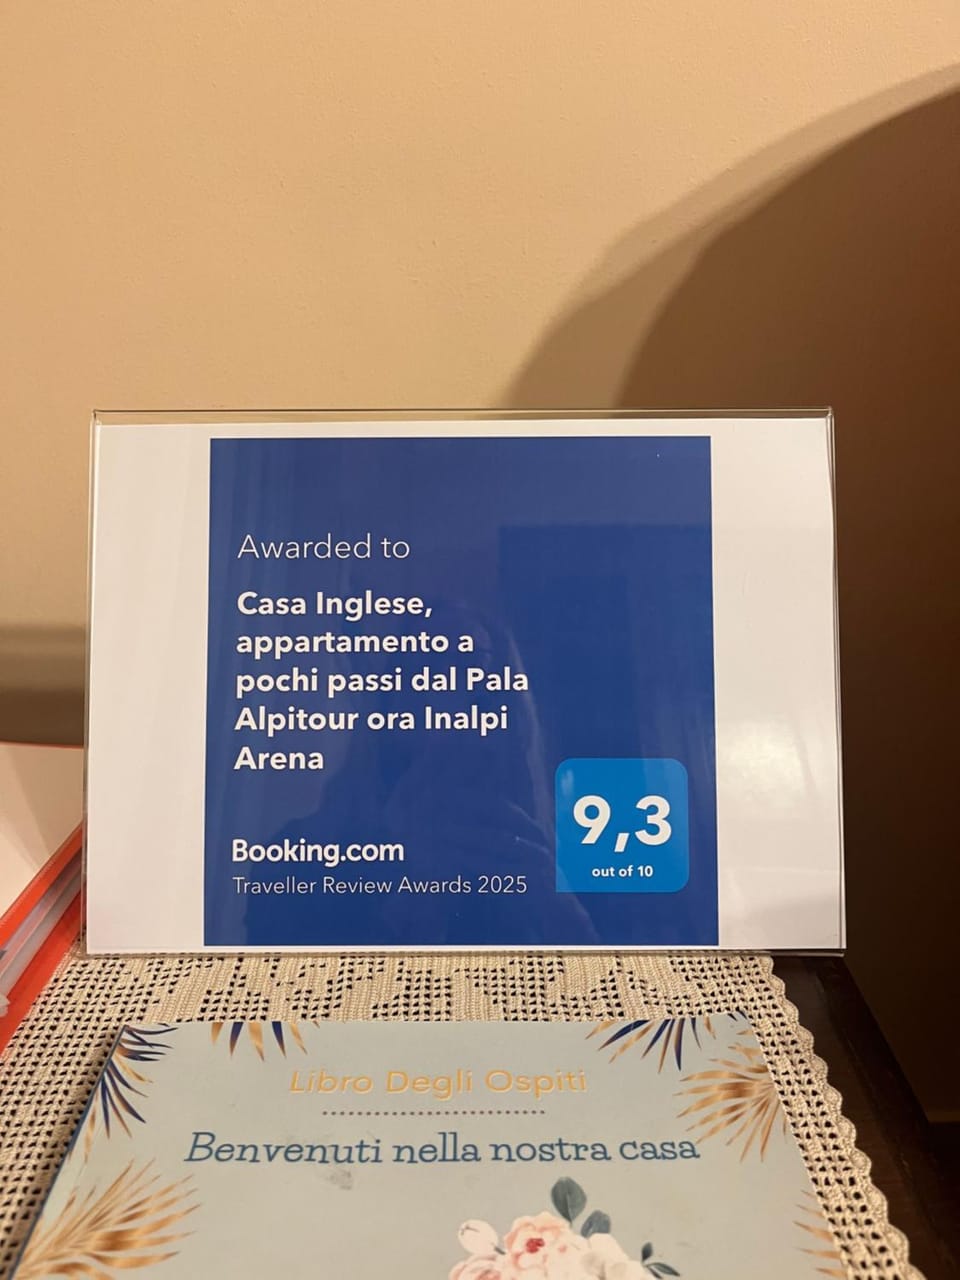 Awarded to
Casa Inglese,
appartamento a
pochi passi dal Pala
Alpitour ora Inalpi
Arena
9,3
out of 10
Booking.com
Traveller Review Awards 2025
Libro Degli Ospiti
Benvenuti nella nostra casa